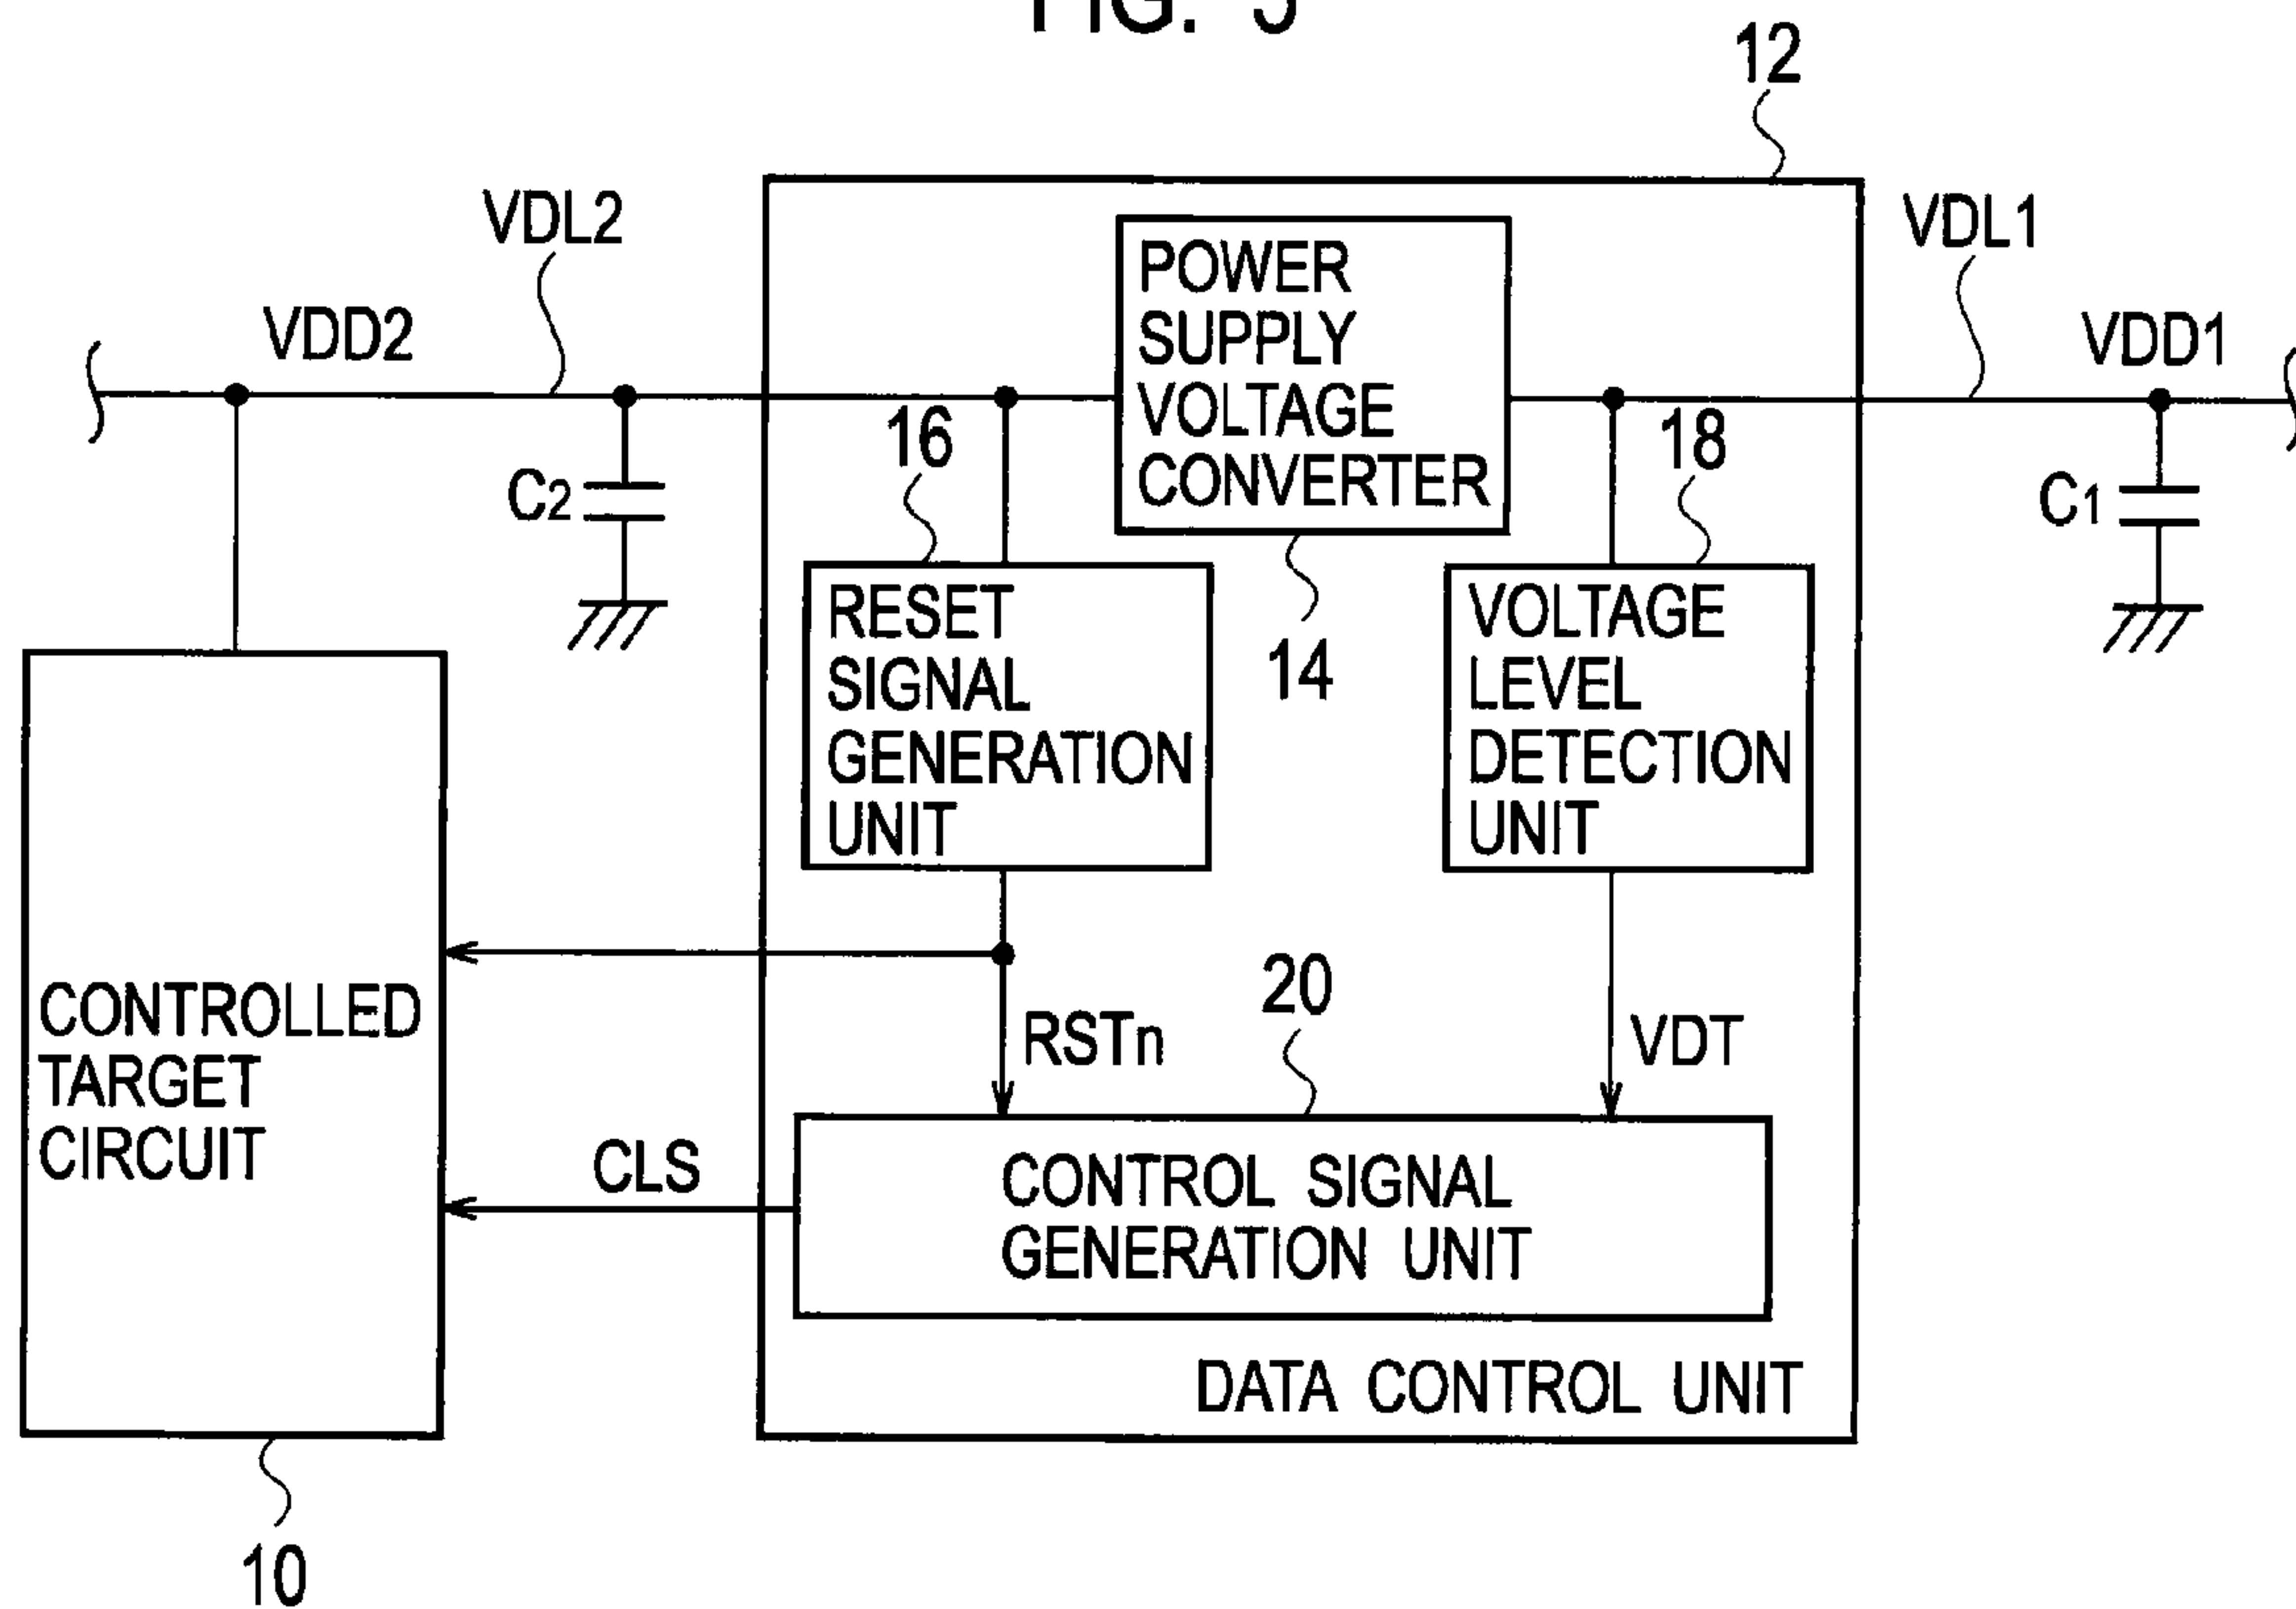 FIG.
12
VDL2
VDL1
VDD2
VDD1
POWER
SUPPLY
VOLTAGE
CONVERTER
16
18
C2
C1
14
RESET
SIGNAL
GENERATION
UNIT
VOLTAGE
LEVEL
DETECTION
UNIT
CONTROLLED
TARGET
CIRCUIT
20
RSTn
VDT
CLS
CONTROL SIGNAL
GENERATION UNIT
DATA CONTROL UNIT
10